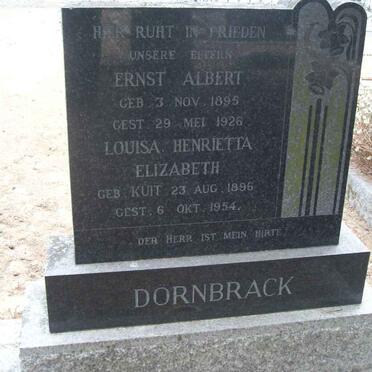 HIER RUHT IN FRIEDEN
UNSERE ELTERN
ERNST ALBERT
GEB 3 NOV 1895
GEST 29 MEI 1926
LOUISA HENRIETTA
ELIZABETH
GEB. KUIT 23 AUG. 1896
GEST. 6 OKT. 1954.
DER HERR IST MEIN HIRTE
DORNBRACK